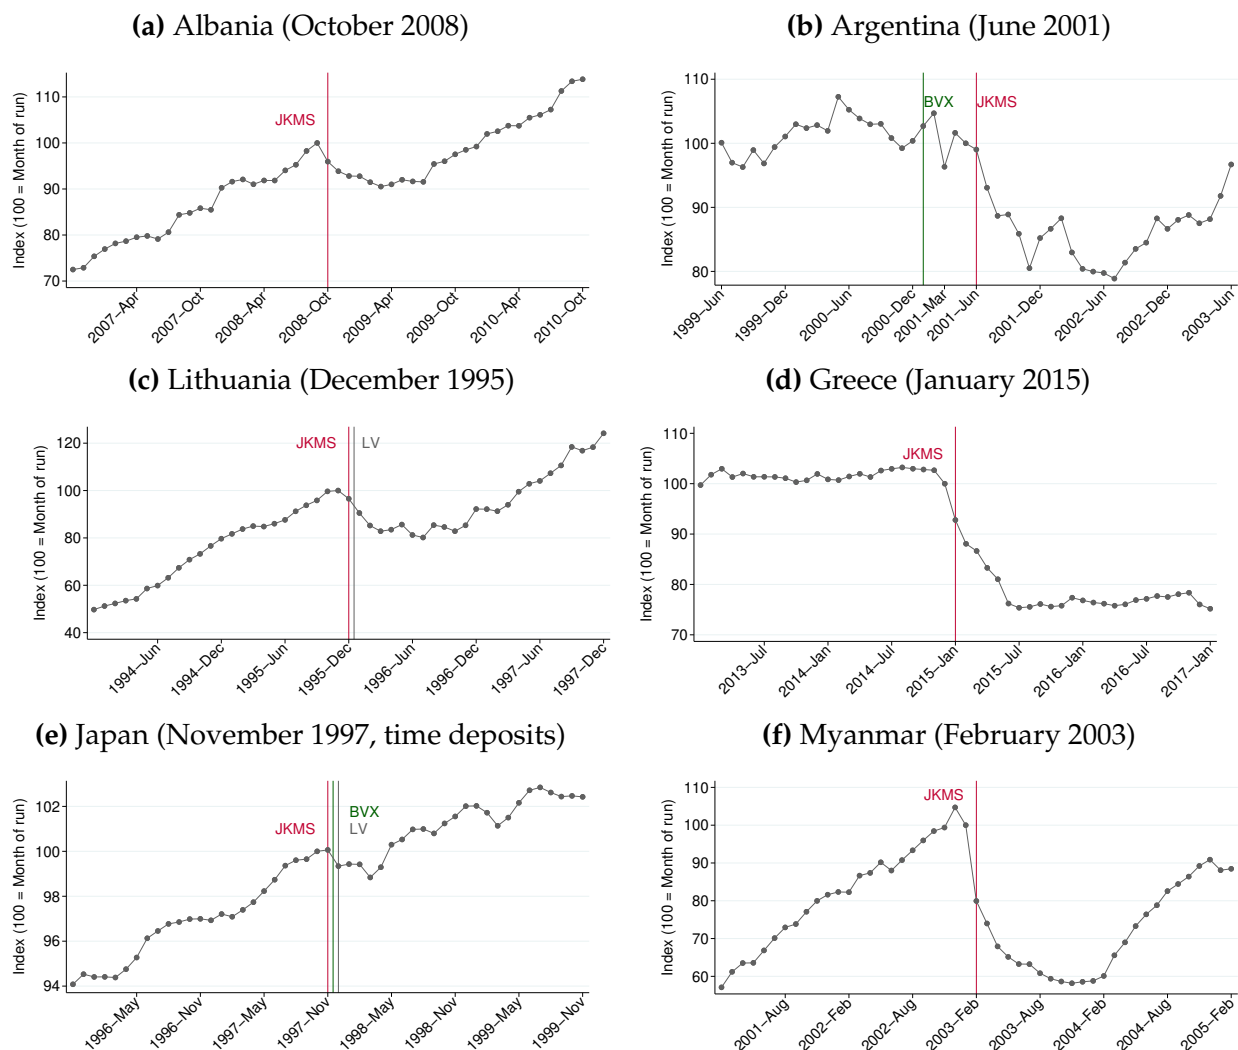 (a) Albania (October 2008)
Index (100 = Month of run)
110
100
90
80
70
JKMS
2007–Apr
2007–Oct
2008–Apr
2008–Oct
2009–Apr
2009–Oct
2010–Apr
2010–Oct
(b) Argentina (June 2001)
Index (100 = Month of run)
110
100
90
80
BVX
JKMS
1999–Jun
1999–Dec
2000–Jun
2000–Dec
2001–Mar
2001–Jun
2001–Dec
2002–Jun
2002–Dec
2003–Jun
(c) Lithuania (December 1995)
Index (100 = Month of run)
120
100
80
60
40
JKMS
LV
1994–Jun
1994–Dec
1995–Jun
1995–Dec
1996–Jun
1996–Dec
1997–Jun
1997–Dec
(d) Greece (January 2015)
Index (100 = Month of run)
110
100
90
80
70
JKMS
2013–Jul
2014–Jan
2014–Jul
2015–Jan
2015–Jul
2016–Jan
2016–Jul
2017–Jan
(e) Japan (November 1997, time deposits)
Index (100 = Month of run)
102
100
98
96
94
BVX
JKMS
LV
1996–May
1996–Nov
1997–May
1997–Nov
1998–May
1998–Nov
1999–May
1999–Nov
(f) Myanmar (February 2003)
Index (100 = Month of run)
110
100
90
80
70
60
JKMS
2001–Aug
2002–Feb
2002–Aug
2003–Feb
2003–Aug
2004–Feb
2004–Aug
2005–Feb